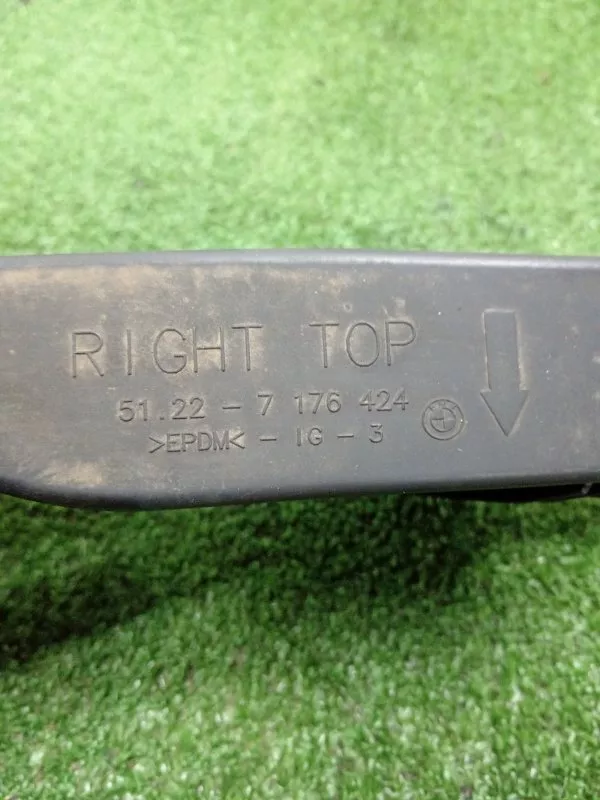 RIGHT TOP
51.22 - 7 176 424
>EPDM< - IG - 3